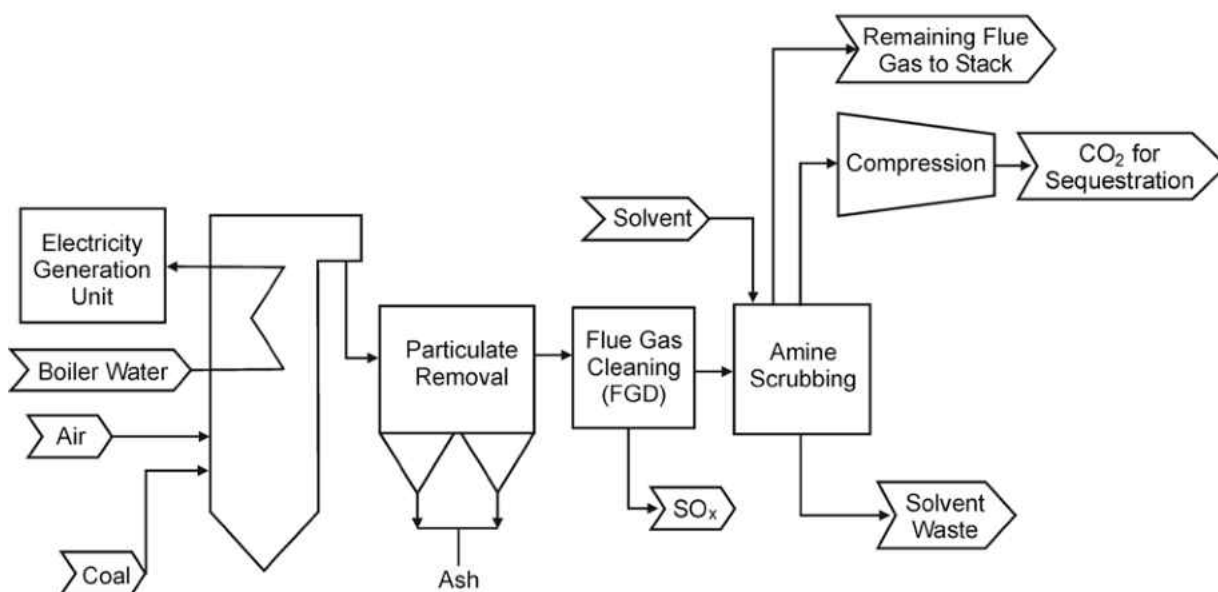 Remaining Flue
Gas to Stack
Compression
CO₂ for
Sequestration
Solvent
Electricity
Generation
Unit
Boiler Water
Air
Coal
Particulate
Removal
Ash
Flue Gas
Cleaning
(FGD)
SOₓ
Amine
Scrubbing
Solvent
Waste